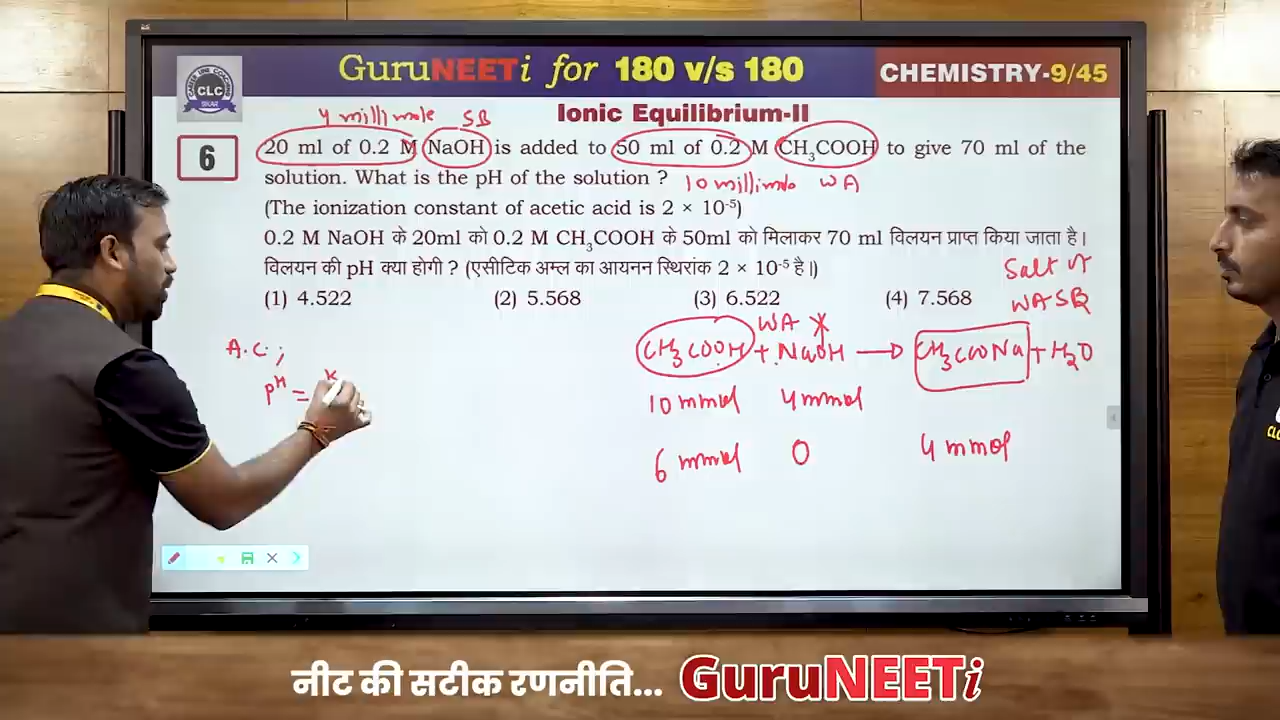 GuruNEETi for 180 v/s 180
CHEMISTRY-9/45
CLC
SIKAR
Ionic Equilibrium-II
4 millimole SB
6
20 ml of 0.2 M NaOH is added to 50 ml of 0.2 M CH₃COOH to give 70 ml of the
solution. What is the pH of the solution ?
10 millimole WA
(The ionization constant of acetic acid is 2 × 10⁻⁵)
0.2 M NaOH के 20ml को 0.2 M CH₃COOH के 50ml को मिलाकर 70 ml विलयन प्राप्त किया जाता है।
विलयन की pH क्या होगी ? (एसीटिक अम्ल का आयनन स्थिरांक 2 × 10⁻⁵ है।)
Salt of
WASB
(1) 4.522 (2) 5.568 (3) 6.522 (4) 7.568
WA
CH₃COOH + NaOH → CH₃COONa + H₂O
10 mmol 4 mmol
6 mmol 0 4 mmol
A.C.;
pH =
नीट की सटीक रणनीति... GuruNEETi